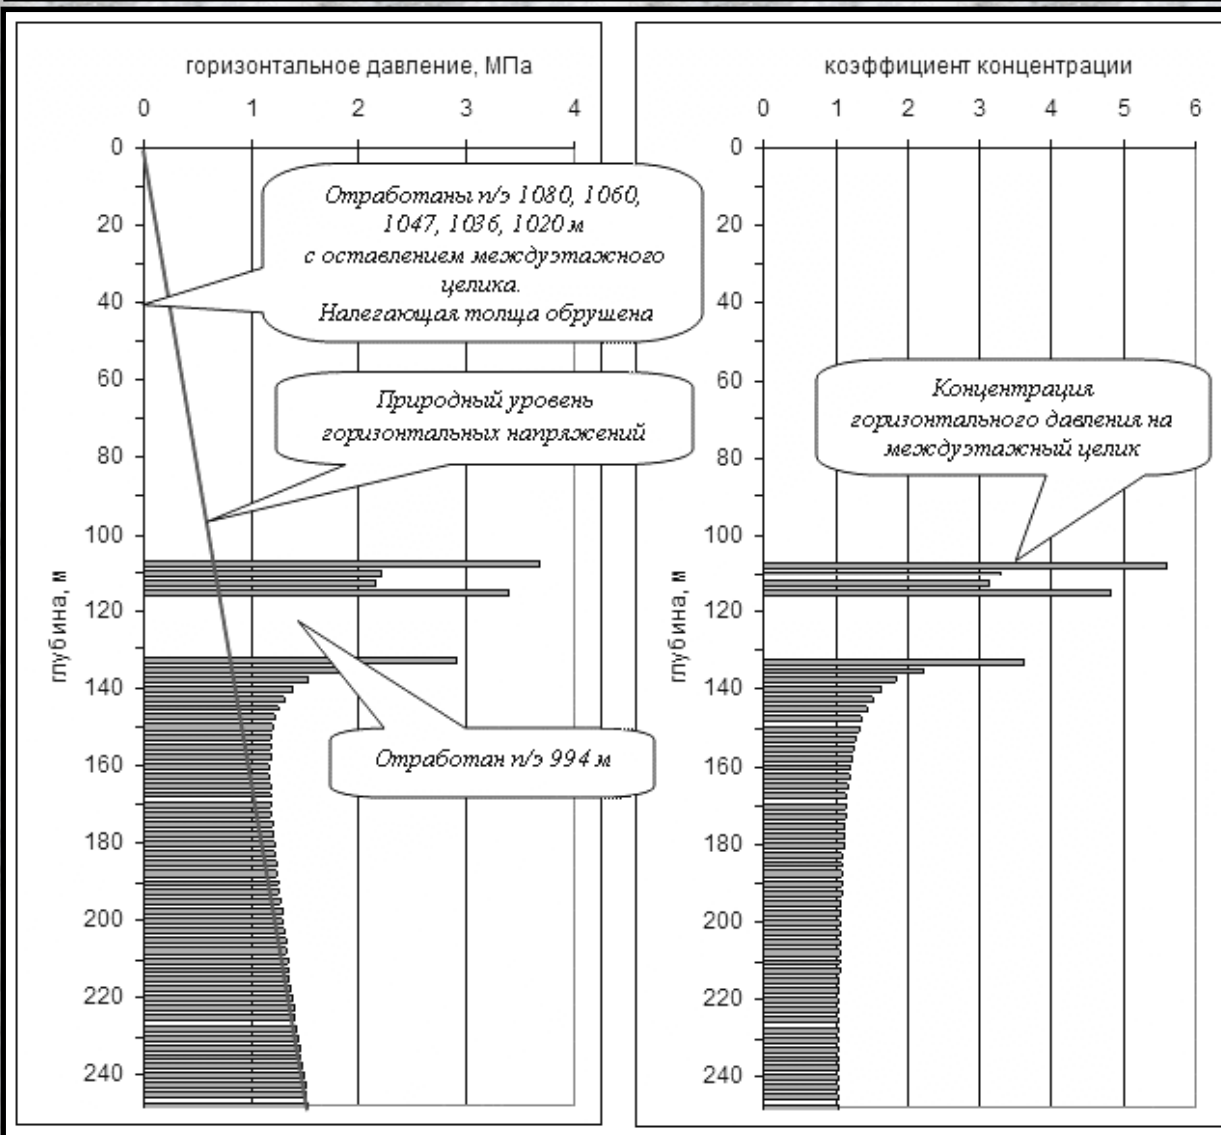 горизонтальное давление, МПа
0 1 2 3 4
0
20
40
60
80
100
120
140
160
180
200
220
240
глубина, м
Отработаны п/э 1080, 1060,
1047, 1036, 1020 м
с оставлением междуэтажного
целика.
Налегающая толща обрушена
Природный уровень
горизонтальных напряжений
Отработан п/э 994 м
коэффициент концентрации
0 1 2 3 4 5 6
0
20
40
60
80
100
120
140
160
180
200
220
240
глубина, м
Концентрация
горизонтального давления на
междуэтажный целик